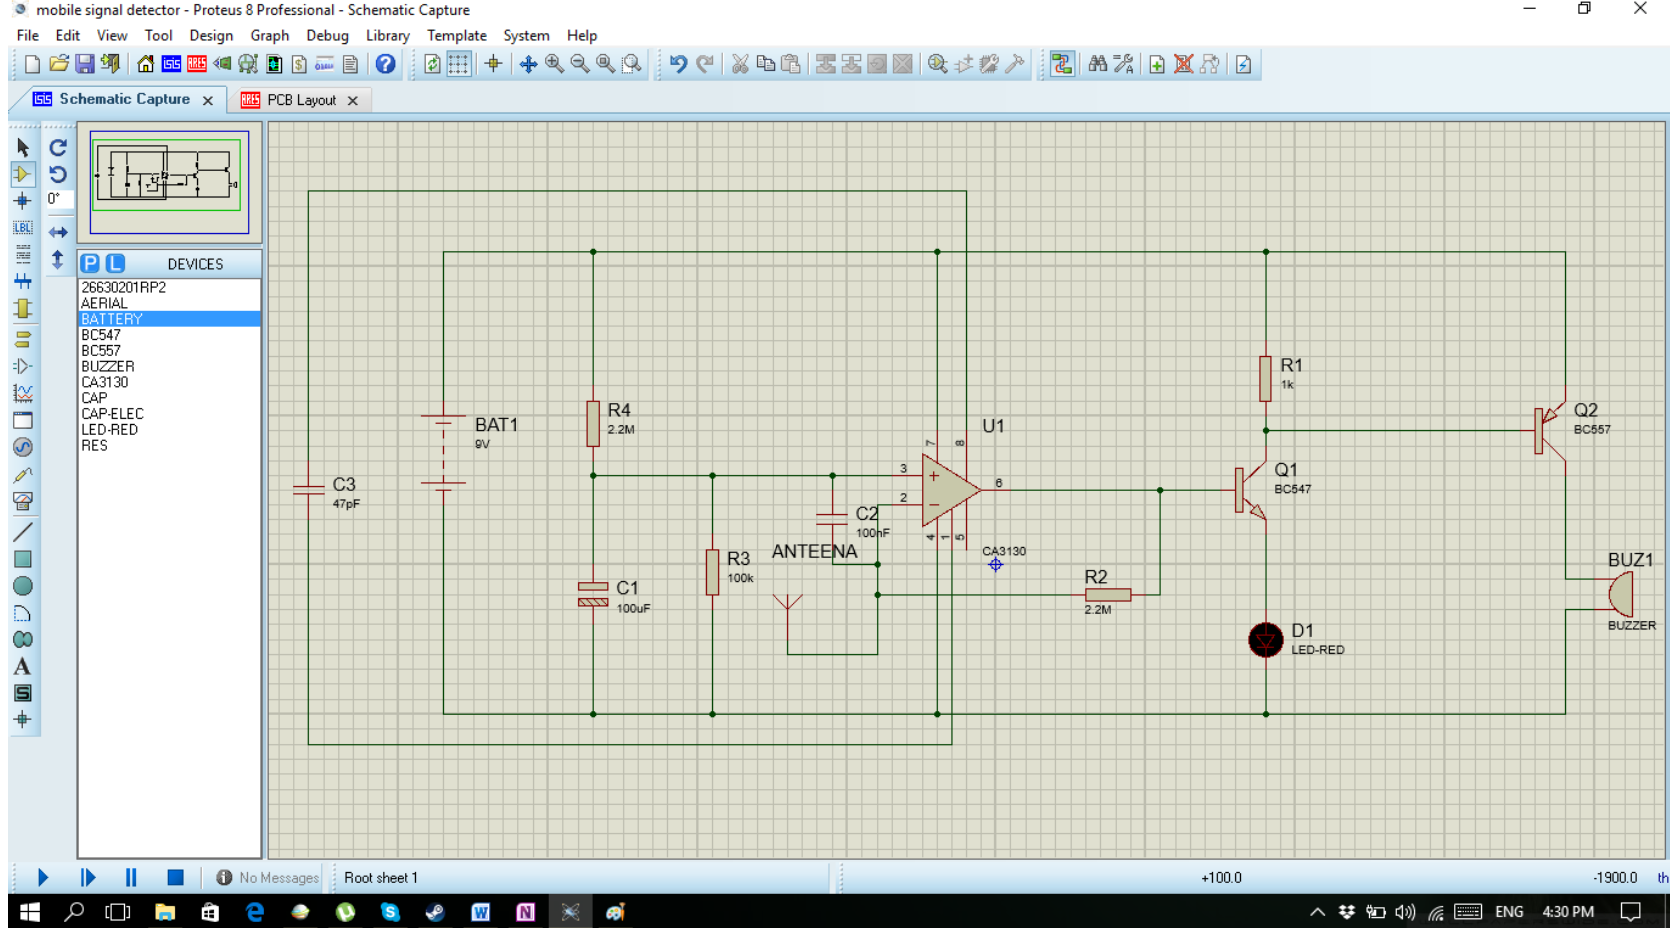 mobile signal detector - Proteus 8 Professional - Schematic Capture
File Edit View Tool Design Graph Debug Library Template System Help
Schematic Capture
PCB Layout
0°
LBL
P L DEVICES
26630201RP2
AERIAL
BATTERY
BC547
BC557
BUZZER
CA3130
CAP
CAP-ELEC
LED-RED
RES
A
S
C3
47pF
BAT1
9V
R4
2.2M
C1
100uF
R3
100k
C2
100nF
ANTEENA
U1
7
8
3
2
6
4
1
5
CA3130
R2
2.2M
R1
1k
Q1
BC547
Q2
BC557
D1
LED-RED
BUZ1
BUZZER
No Messages
Root sheet 1
+100.0
-1900.0 th
ENG 4:30 PM